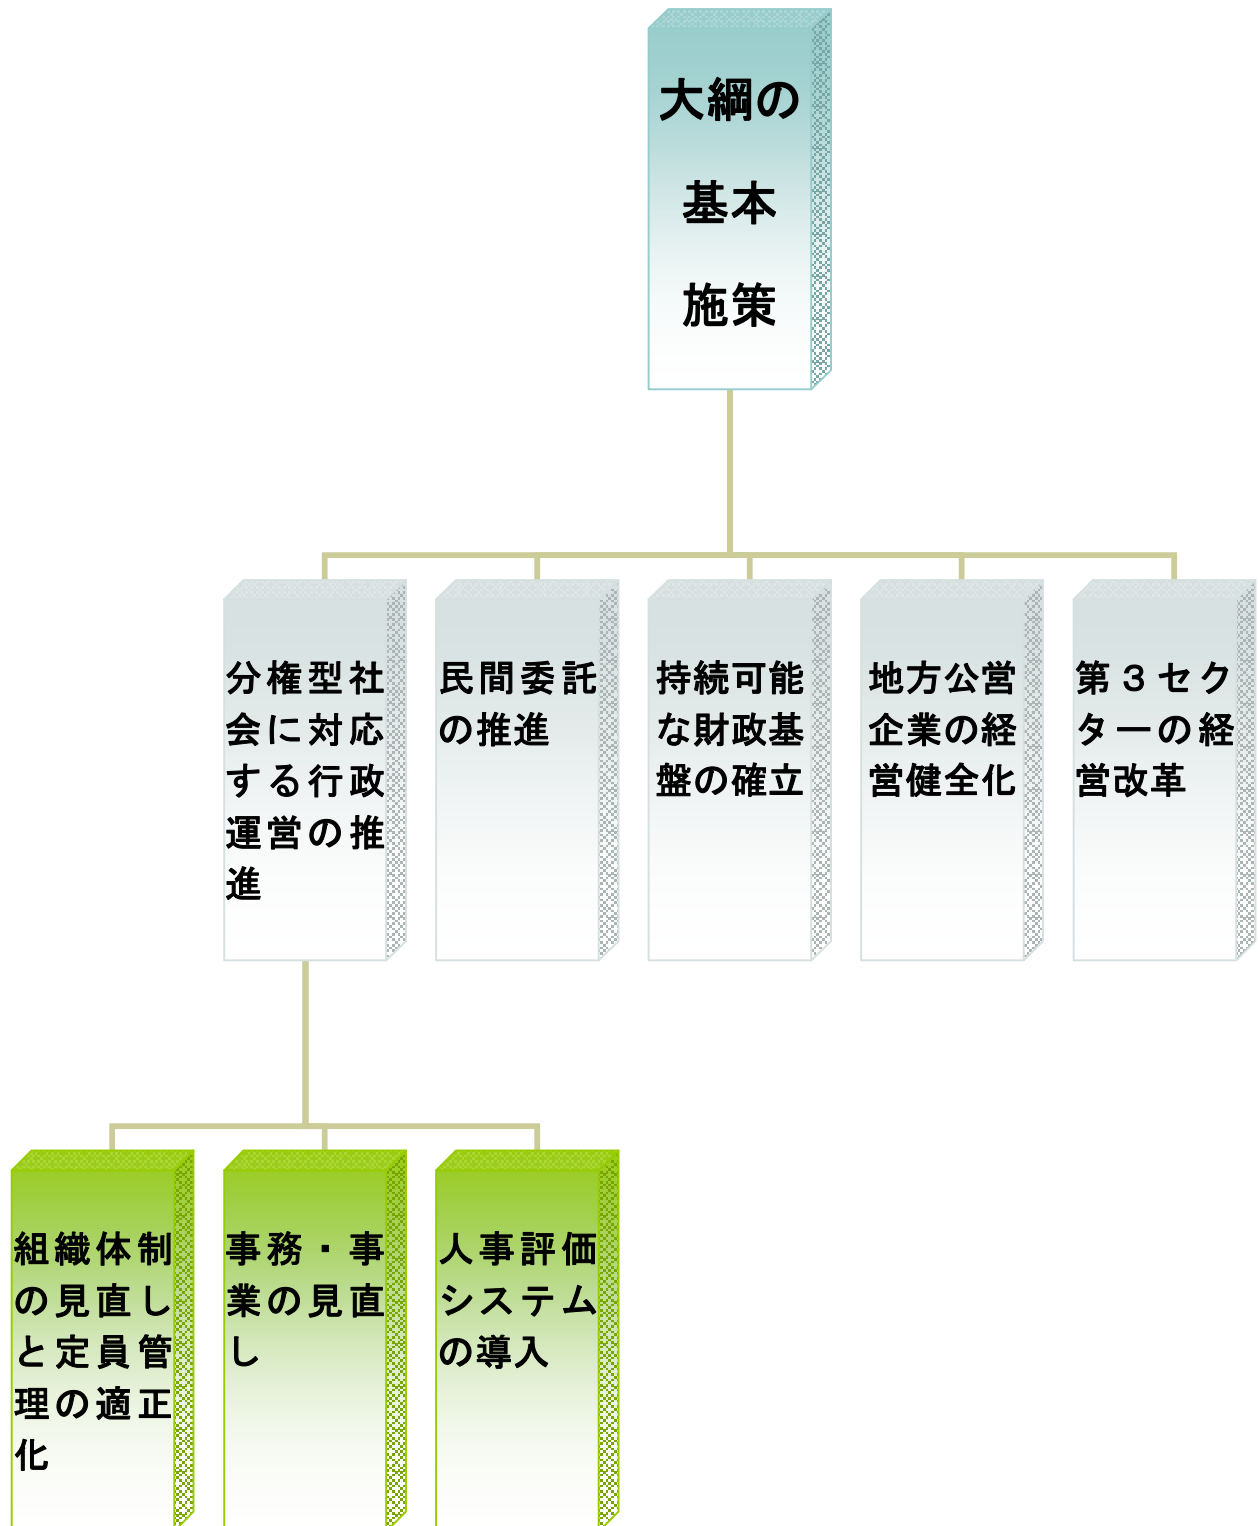 大綱の
基本
施策
分権型社
会に対応
する行政
運営の推
進
民間委託
の推進
持続可能
な財政基
盤の確立
地方公営
企業の経
営健全化
第３セク
ターの経
営改革
組織体制
の見直し
と定員管
理の適正
化
事務・事
業の見直
し
人事評価
システム
の導入